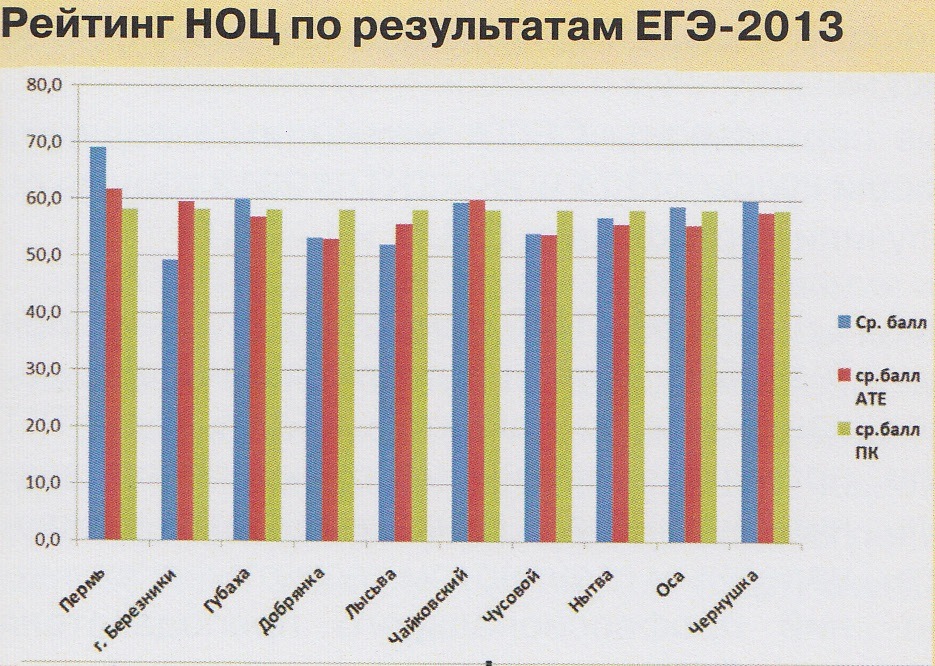 Рейтинг НОЦ по результатам ЕГЭ-2013
80,0
70,0
60,0
50,0
40,0
30,0
20,0
10,0
0,0
Пермь
г. Березники
Губаха
Добрянка
Лысьва
Чайковский
Чусовой
Нытва
Оса
Чернушка
Ср. балл
ср.балл
АТЕ
ср.балл
ПК